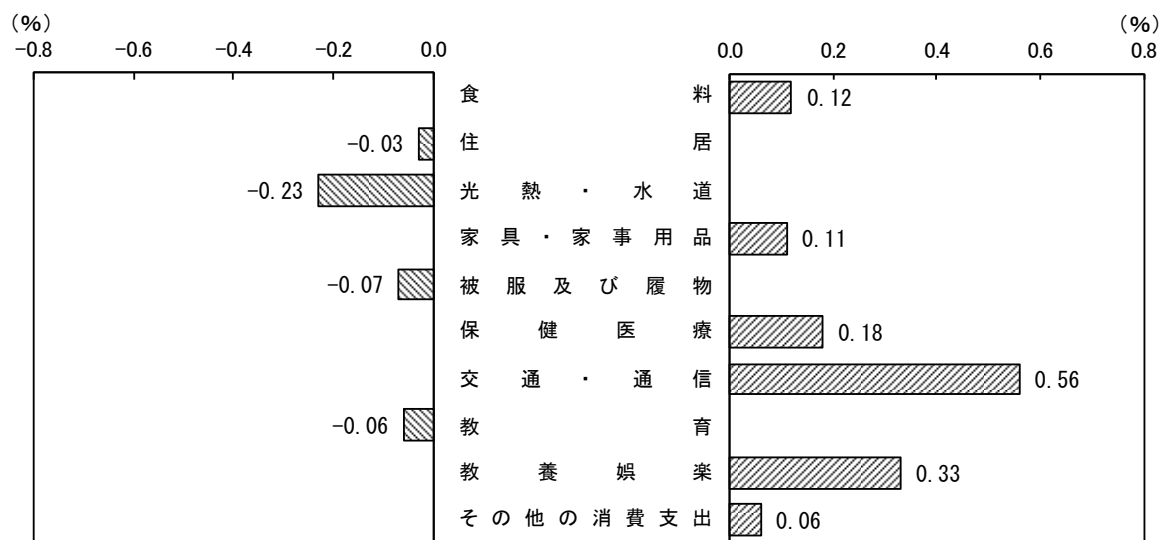 (%) (%)
-0.8 -0.6 -0.4 -0.2 0.0 0.0 0.2 0.4 0.6 0.8
食料 0.12
-0.03 住居
-0.23 光熱・水道
家具・家事用品 0.11
-0.07 被服及び履物
保健医療 0.18
交通・通信 0.56
-0.06 教育
教養娯楽 0.33
その他の消費支出 0.06